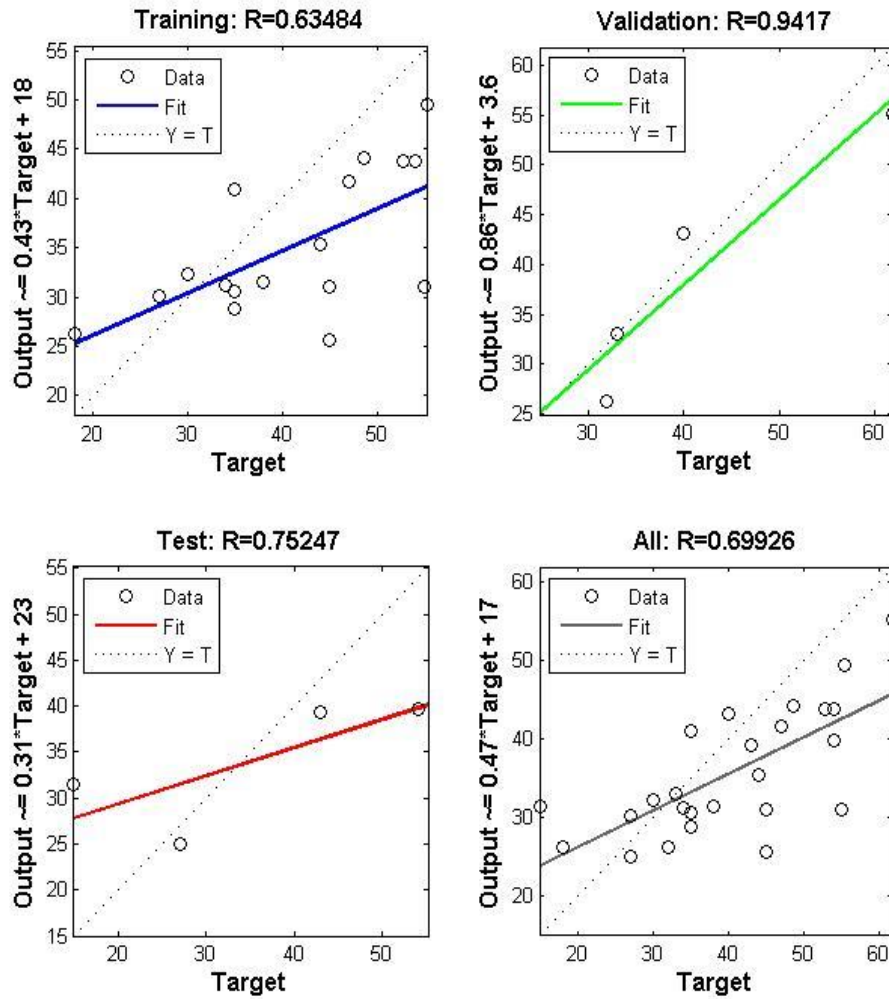 Training: R=0.63484
Output ~= 0.43*Target + 18
55
50
45
40
35
30
25
20
Data
Fit
Y = T
20 30 40 50
Target
Validation: R=0.9417
Output ~= 0.86*Target + 3.6
60
55
50
45
40
35
30
25
Data
Fit
Y = T
30 40 50 60
Target
Test: R=0.75247
Output ~= 0.31*Target + 23
55
50
45
40
35
30
25
20
15
Data
Fit
Y = T
20 30 40 50
Target
All: R=0.69926
Output ~= 0.47*Target + 17
60
50
40
30
20
Data
Fit
Y = T
20 30 40 50 60
Target